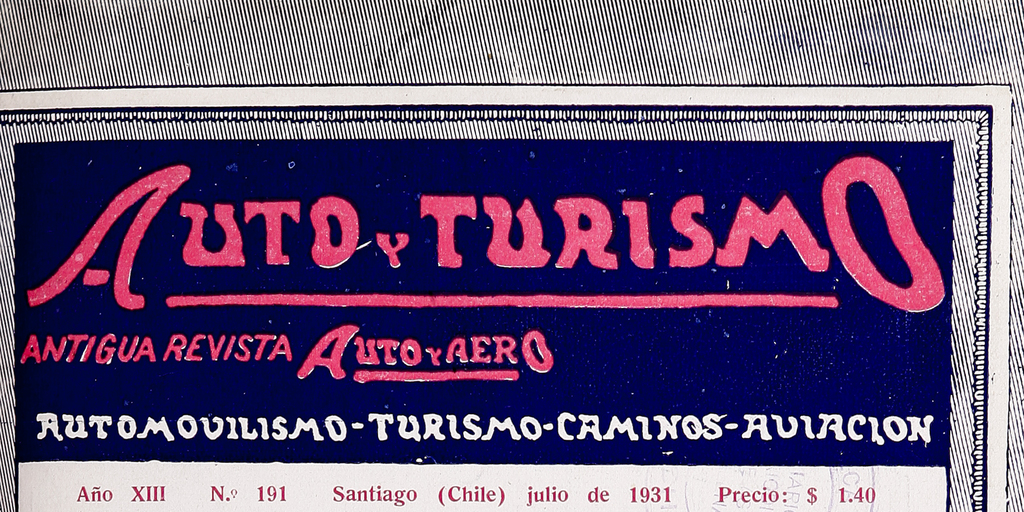 AUTO Y TURISMO
ANTIGUA REVISTA AUTO Y AERO
AUTOMOVILISMO-TURISMO-CAMINOS-AVIACION
Año XIII N.º 191 Santiago (Chile) julio de 1931 Precio: $ 1.40